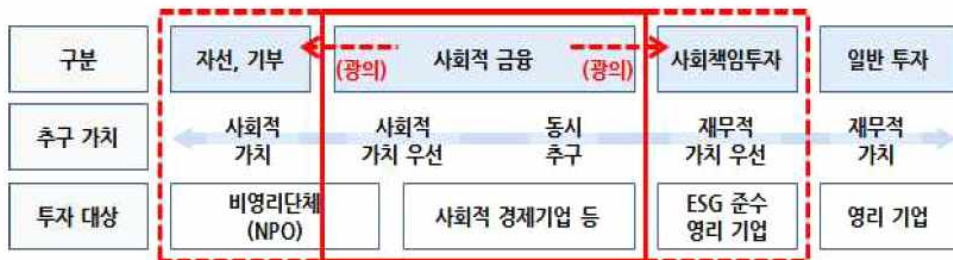 구분
자선, 기부
(광의)
사회적 금융
(광의)
사회책임투자
일반 투자
추구 가치
사회적
가치
사회적
가치 우선
동시
추구
재무적
가치 우선
재무적
가치
투자 대상
비영리단체
(NPO)
사회적 경제기업 등
ESG 준수
영리 기업
영리 기업